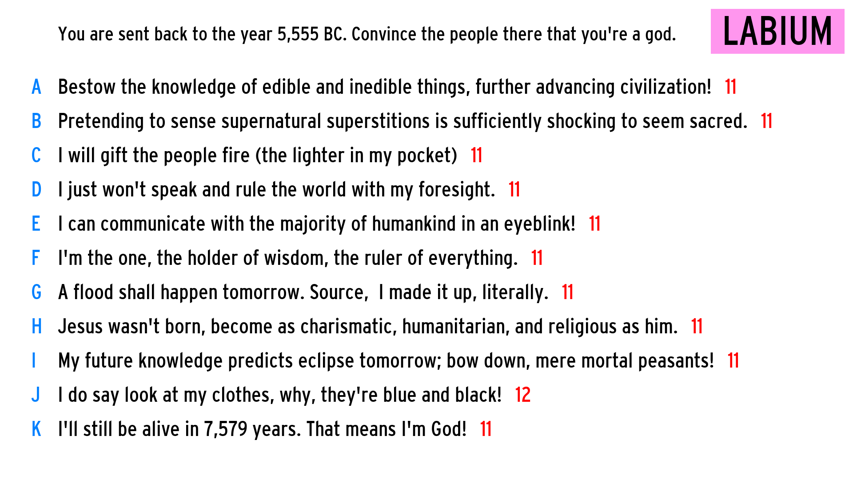 You are sent back to the year 5,555 BC. Convince the people there that you're a god.
LABIUM
A Bestow the knowledge of edible and inedible things, further advancing civilization! 11
B Pretending to sense supernatural superstitions is sufficiently shocking to seem sacred. 11
C I will gift the people fire (the lighter in my pocket) 11
D I just won't speak and rule the world with my foresight. 11
E I can communicate with the majority of humankind in an eyeblink! 11
F I'm the one, the holder of wisdom, the ruler of everything. 11
G A flood shall happen tomorrow. Source, I made it up, literally. 11
H Jesus wasn't born, become as charismatic, humanitarian, and religious as him. 11
I My future knowledge predicts eclipse tomorrow; bow down, mere mortal peasants! 11
J I do say look at my clothes, why, they're blue and black! 12
K I'll still be alive in 7,579 years. That means I'm God! 11